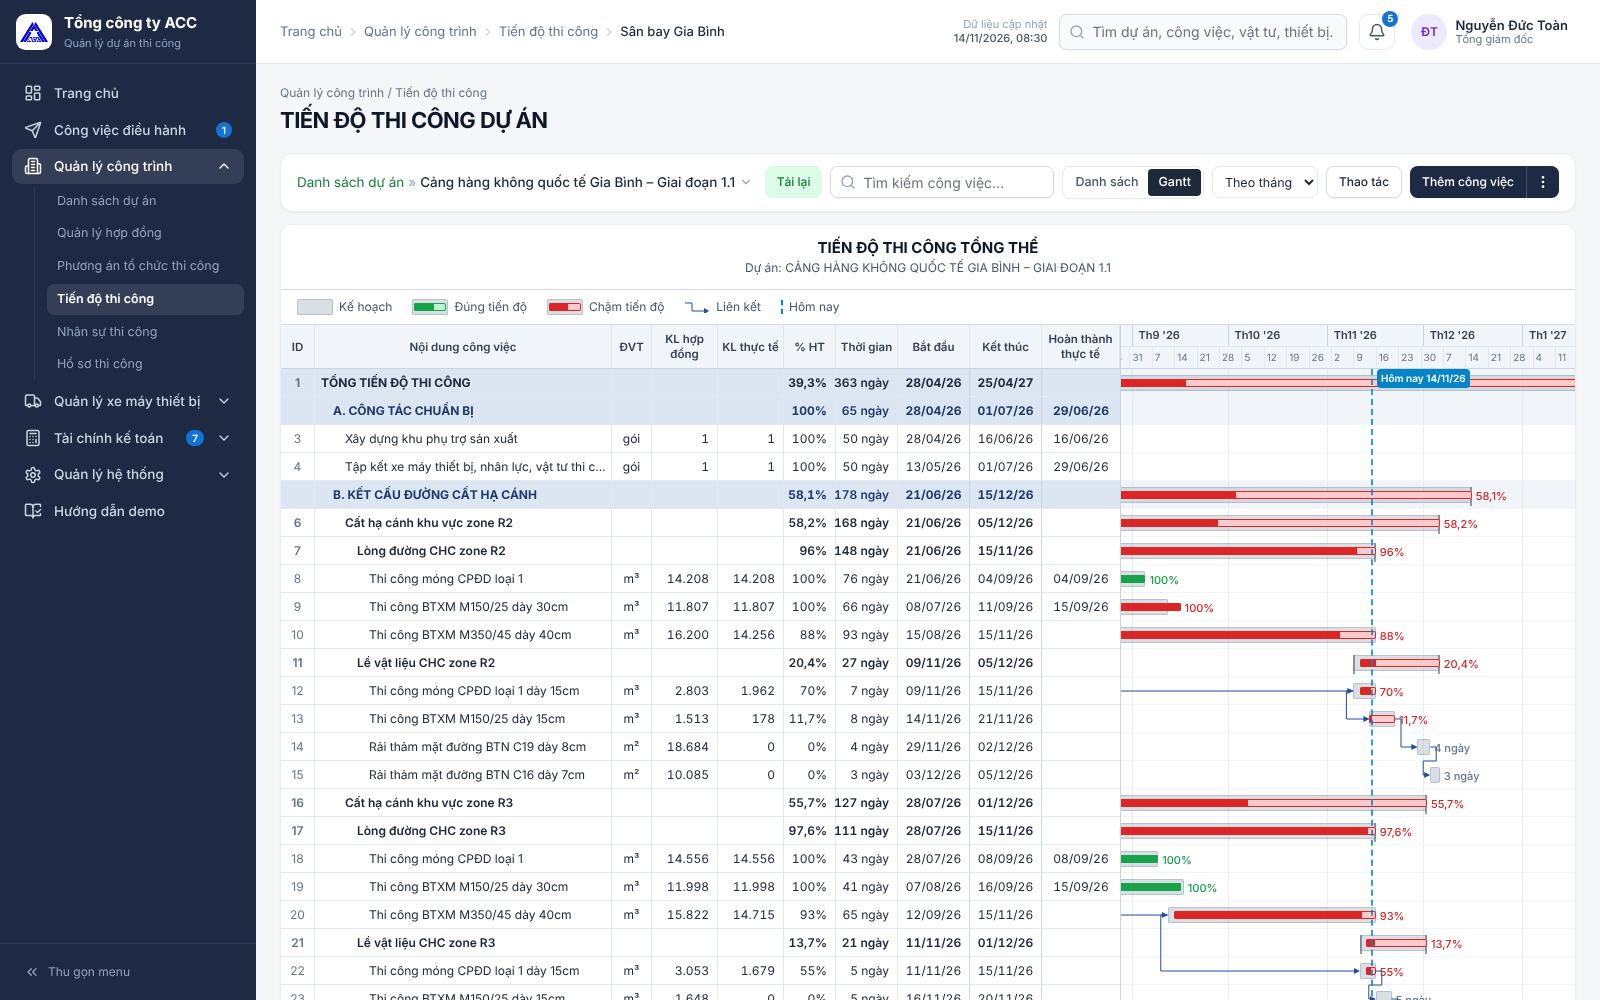 Tổng công ty ACC
Quản lý dự án thi công
Trang chủ
Công việc điều hành 1
Quản lý công trình
Danh sách dự án
Quản lý hợp đồng
Phương án tổ chức thi công
Tiến độ thi công
Nhân sự thi công
Hồ sơ thi công
Quản lý xe máy thiết bị
Tài chính kế toán 7
Quản lý hệ thống
Hướng dẫn demo
Thu gọn menu
Trang chủ > Quản lý công trình > Tiến độ thi công > Sân bay Gia Bình
Dữ liệu cập nhật
14/11/2026, 08:30
Tìm dự án, công việc, vật tư, thiết bị.
5
ĐT
Nguyễn Đức Toàn
Tổng giám đốc
Quản lý công trình / Tiến độ thi công
TIẾN ĐỘ THI CÔNG DỰ ÁN
Danh sách dự án » Cảng hàng không quốc tế Gia Bình – Giai đoạn 1.1 Tải lại Tìm kiếm công việc... Danh sách Gantt Theo tháng Thao tác Thêm công việc
TIẾN ĐỘ THI CÔNG TỔNG THỂ
Dự án: CẢNG HÀNG KHÔNG QUỐC TẾ GIA BÌNH – GIAI ĐOẠN 1.1
Kế hoạch Đúng tiến độ Chậm tiến độ Liên kết Hôm nay
ID Nội dung công việc ĐVT KL hợp đồng KL thực tế % HT Thời gian Bắt đầu Kết thúc Hoàn thành thực tế
Th9 '26 Th10 '26 Th11 '26 Th12 '26 Th1 '27
31 7 14 21 28 5 12 19 26 2 9 16 23 30 7 14 21 28 4 11
Hôm nay 14/11/26
1 TỔNG TIẾN ĐỘ THI CÔNG 39,3% 363 ngày 28/04/26 25/04/27
A. CÔNG TÁC CHUẨN BỊ 100% 65 ngày 28/04/26 01/07/26 29/06/26
3 Xây dựng khu phụ trợ sản xuất gói 1 1 100% 50 ngày 28/04/26 16/06/26 16/06/26
4 Tập kết xe máy thiết bị, nhân lực, vật tư thi c... gói 1 1 100% 50 ngày 13/05/26 01/07/26 29/06/26
B. KẾT CẤU ĐƯỜNG CẤT HẠ CÁNH 58,1% 178 ngày 21/06/26 15/12/26 58,1%
6 Cất hạ cánh khu vực zone R2 58,2% 168 ngày 21/06/26 05/12/26 58,2%
7 Lòng đường CHC zone R2 96% 148 ngày 21/06/26 15/11/26 96%
8 Thi công móng CPĐD loại 1 m³ 14.208 14.208 100% 76 ngày 21/06/26 04/09/26 04/09/26 100%
9 Thi công BTXM M150/25 dày 30cm m³ 11.807 11.807 100% 66 ngày 08/07/26 11/09/26 15/09/26 100%
10 Thi công BTXM M350/45 dày 40cm m³ 16.200 14.256 88% 93 ngày 15/08/26 15/11/26 88%
11 Lề vật liệu CHC zone R2 20,4% 27 ngày 09/11/26 05/12/26 20,4%
12 Thi công móng CPĐD loại 1 dày 15cm m³ 2.803 1.962 70% 7 ngày 09/11/26 15/11/26 70%
13 Thi công BTXM M150/25 dày 15cm m³ 1.513 178 11,7% 8 ngày 14/11/26 21/11/26 11,7%
14 Rải thảm mặt đường BTN C19 dày 8cm m² 18.684 0 0% 4 ngày 29/11/26 02/12/26 4 ngày
15 Rải thảm mặt đường BTN C16 dày 7cm m² 10.085 0 0% 3 ngày 03/12/26 05/12/26 3 ngày
16 Cất hạ cánh khu vực zone R3 55,7% 127 ngày 28/07/26 01/12/26 55,7%
17 Lòng đường CHC zone R3 97,6% 111 ngày 28/07/26 15/11/26 97,6%
18 Thi công móng CPĐD loại 1 m³ 14.556 14.556 100% 43 ngày 28/07/26 08/09/26 08/09/26 100%
19 Thi công BTXM M150/25 dày 30cm m³ 11.998 11.998 100% 41 ngày 07/08/26 16/09/26 15/09/26 100%
20 Thi công BTXM M350/45 dày 40cm m³ 15.822 14.715 93% 65 ngày 12/09/26 15/11/26 93%
21 Lề vật liệu CHC zone R3 13,7% 21 ngày 11/11/26 01/12/26 13,7%
22 Thi công móng CPĐD loại 1 dày 15cm m³ 3.053 1.679 55% 5 ngày 11/11/26 15/11/26 55%
23 Thi công BTXM M150/25 dày 15cm m³ 1.648 0 0% 5 ngày 16/11/26 20/11/26 5 ngày